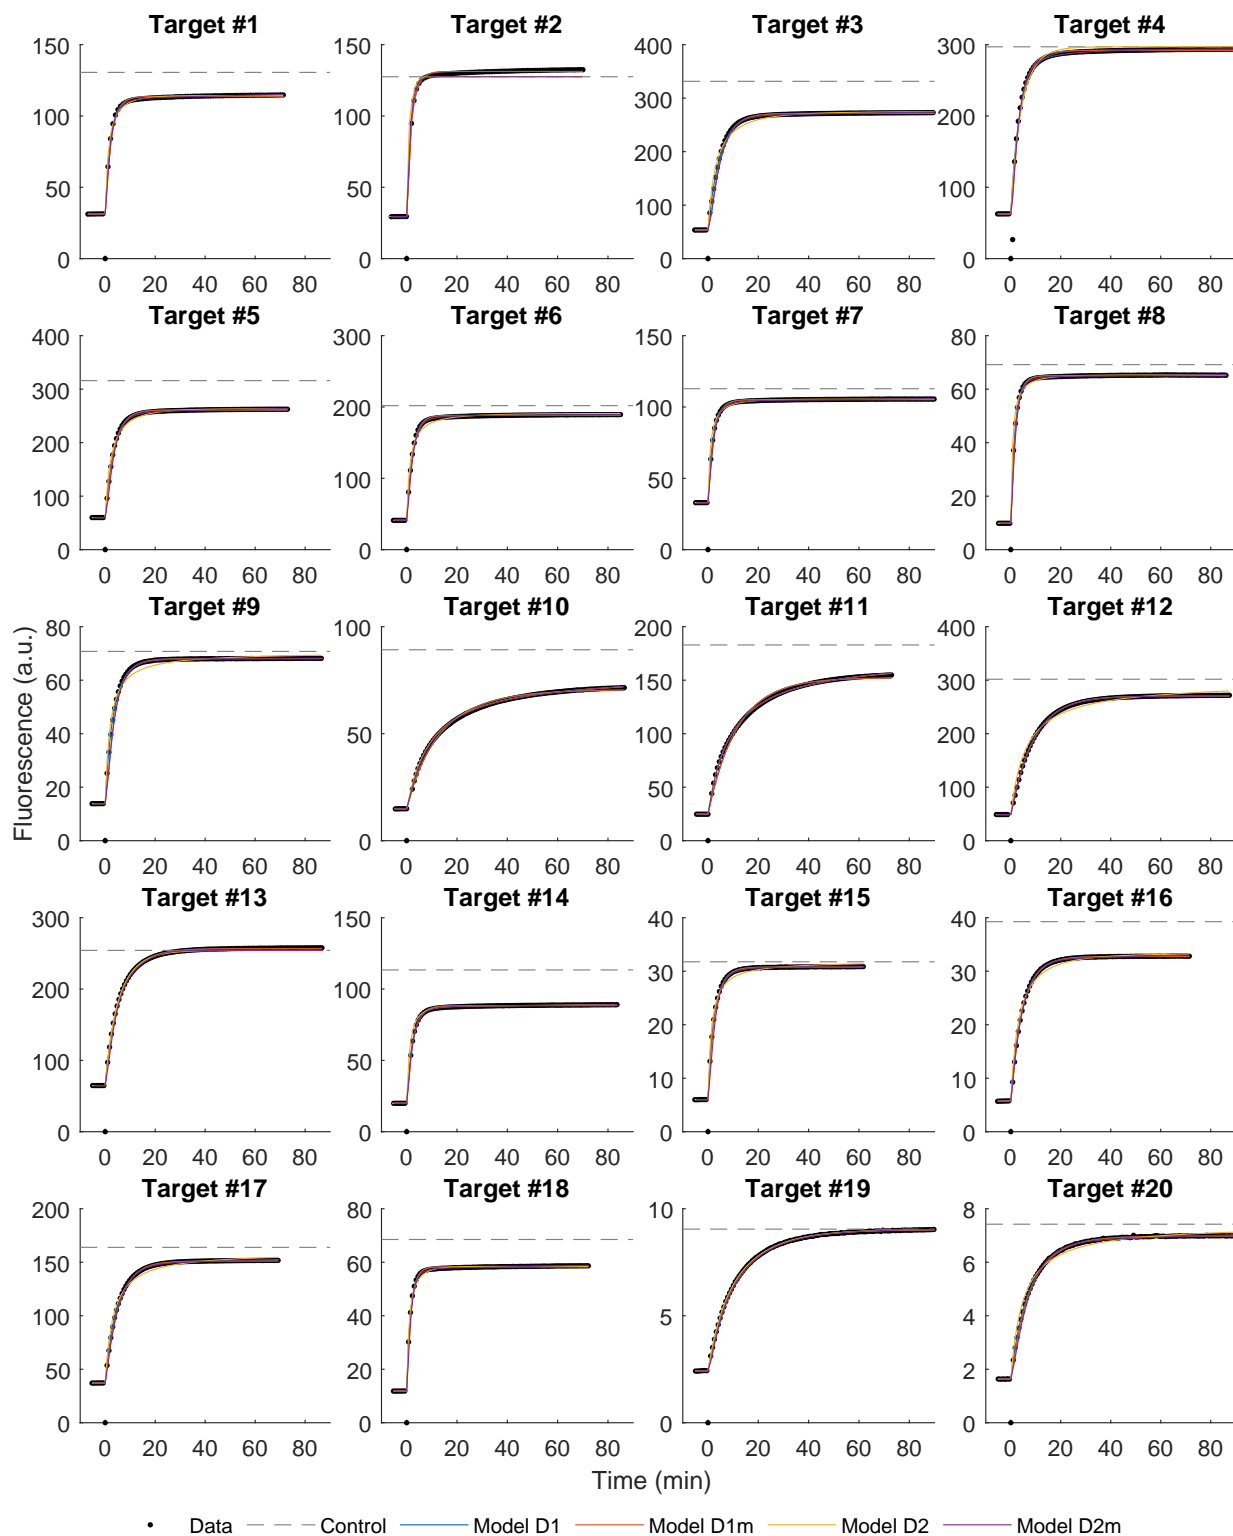 Target #1 Target #2 Target #3 Target #4
150 150 400 300
100 100 300 200
50 50 200 100
0 0 100 0
0
0 20 40 60 80 0 20 40 60 80 0 20 40 60 80 0 20 40 60 80
Target #5 Target #6 Target #7 Target #8
400 300 150 80
300 200 100 60
200 100 50 40
100 20
0 0 0 0
0 20 40 60 80 0 20 40 60 80 0 20 40 60 80 0 20 40 60 80
Target #9 Target #10 Target #11 Target #12
80 100 200 400
60 150 300
40 50 100 200
20 50 100
0 0 0 0
0 20 40 60 80 0 20 40 60 80 0 20 40 60 80 0 20 40 60 80
Target #13 Target #14 Target #15 Target #16
300 150 40 40
200 100 30 30
20 20
100 50 10 10
0 0 0 0
0 20 40 60 80 0 20 40 60 80 0 20 40 60 80 0 20 40 60 80
Target #17 Target #18 Target #19 Target #20
200 80 10 8
150 60 6
100 40 5 4
50 20 2
0 0 0 0
0 20 40 60 80 0 20 40 60 80 0 20 40 60 80 0 20 40 60 80
Fluorescence (a.u.)
Time (min)
Data Control Model D1 Model D1m Model D2 Model D2m